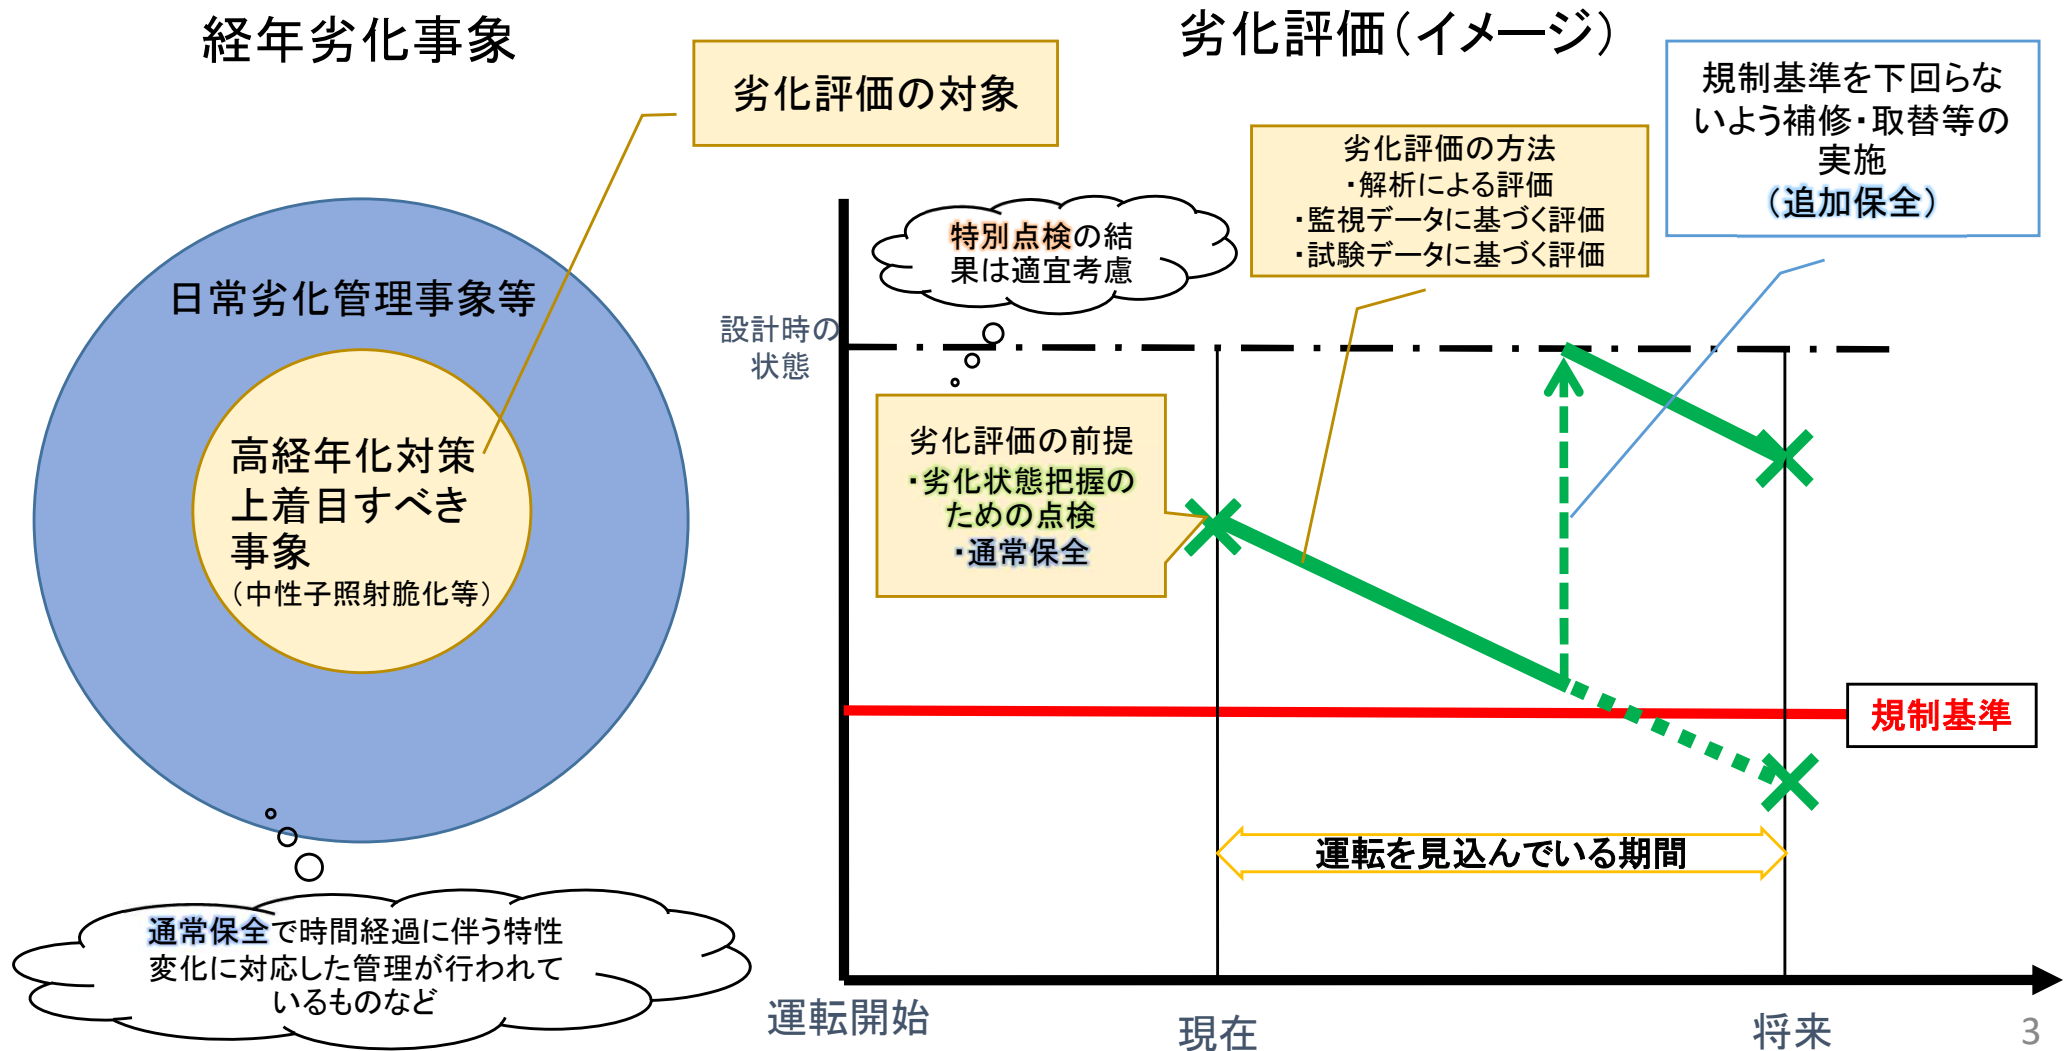 経年劣化事象
劣化評価の対象
日常劣化管理事象等
高経年化対策
上着目すべき
事象
（中性子照射脆化等）
通常保全で時間経過に伴う特性
変化に対応した管理が行われて
いるものなど
劣化評価（イメージ）
規制基準を下回らな
いよう補修・取替等の
実施
（追加保全）
劣化評価の方法
・解析による評価
・監視データに基づく評価
・試験データに基づく評価
特別点検の結
果は適宜考慮
設計時の
状態
劣化評価の前提
・劣化状態把握の
ための点検
・通常保全
規制基準
運転を見込んでいる期間
運転開始
現在
将来
3